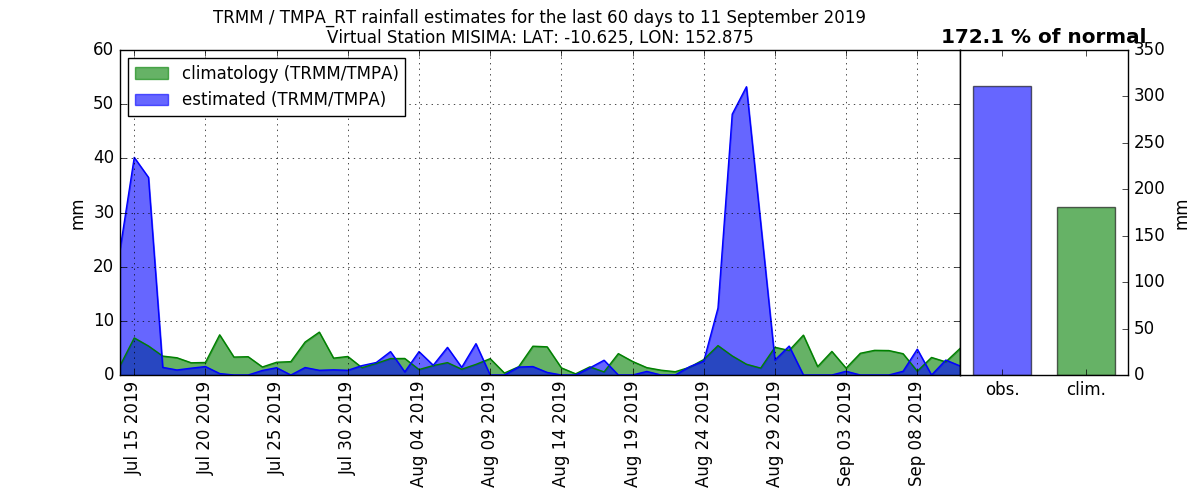 TRMM / TMPA_RT rainfall estimates for the last 60 days to 11 September 2019
Virtual Station MISIMA: LAT: -10.625, LON: 152.875
172.1 % of normal
climatology (TRMM/TMPA)
estimated (TRMM/TMPA)
60
50
40
30
20
10
0
mm
Jul 15 2019
Jul 20 2019
Jul 25 2019
Jul 30 2019
Aug 04 2019
Aug 09 2019
Aug 14 2019
Aug 19 2019
Aug 24 2019
Aug 29 2019
Sep 03 2019
Sep 08 2019
obs.
clim.
350
300
250
200
150
100
50
0
mm